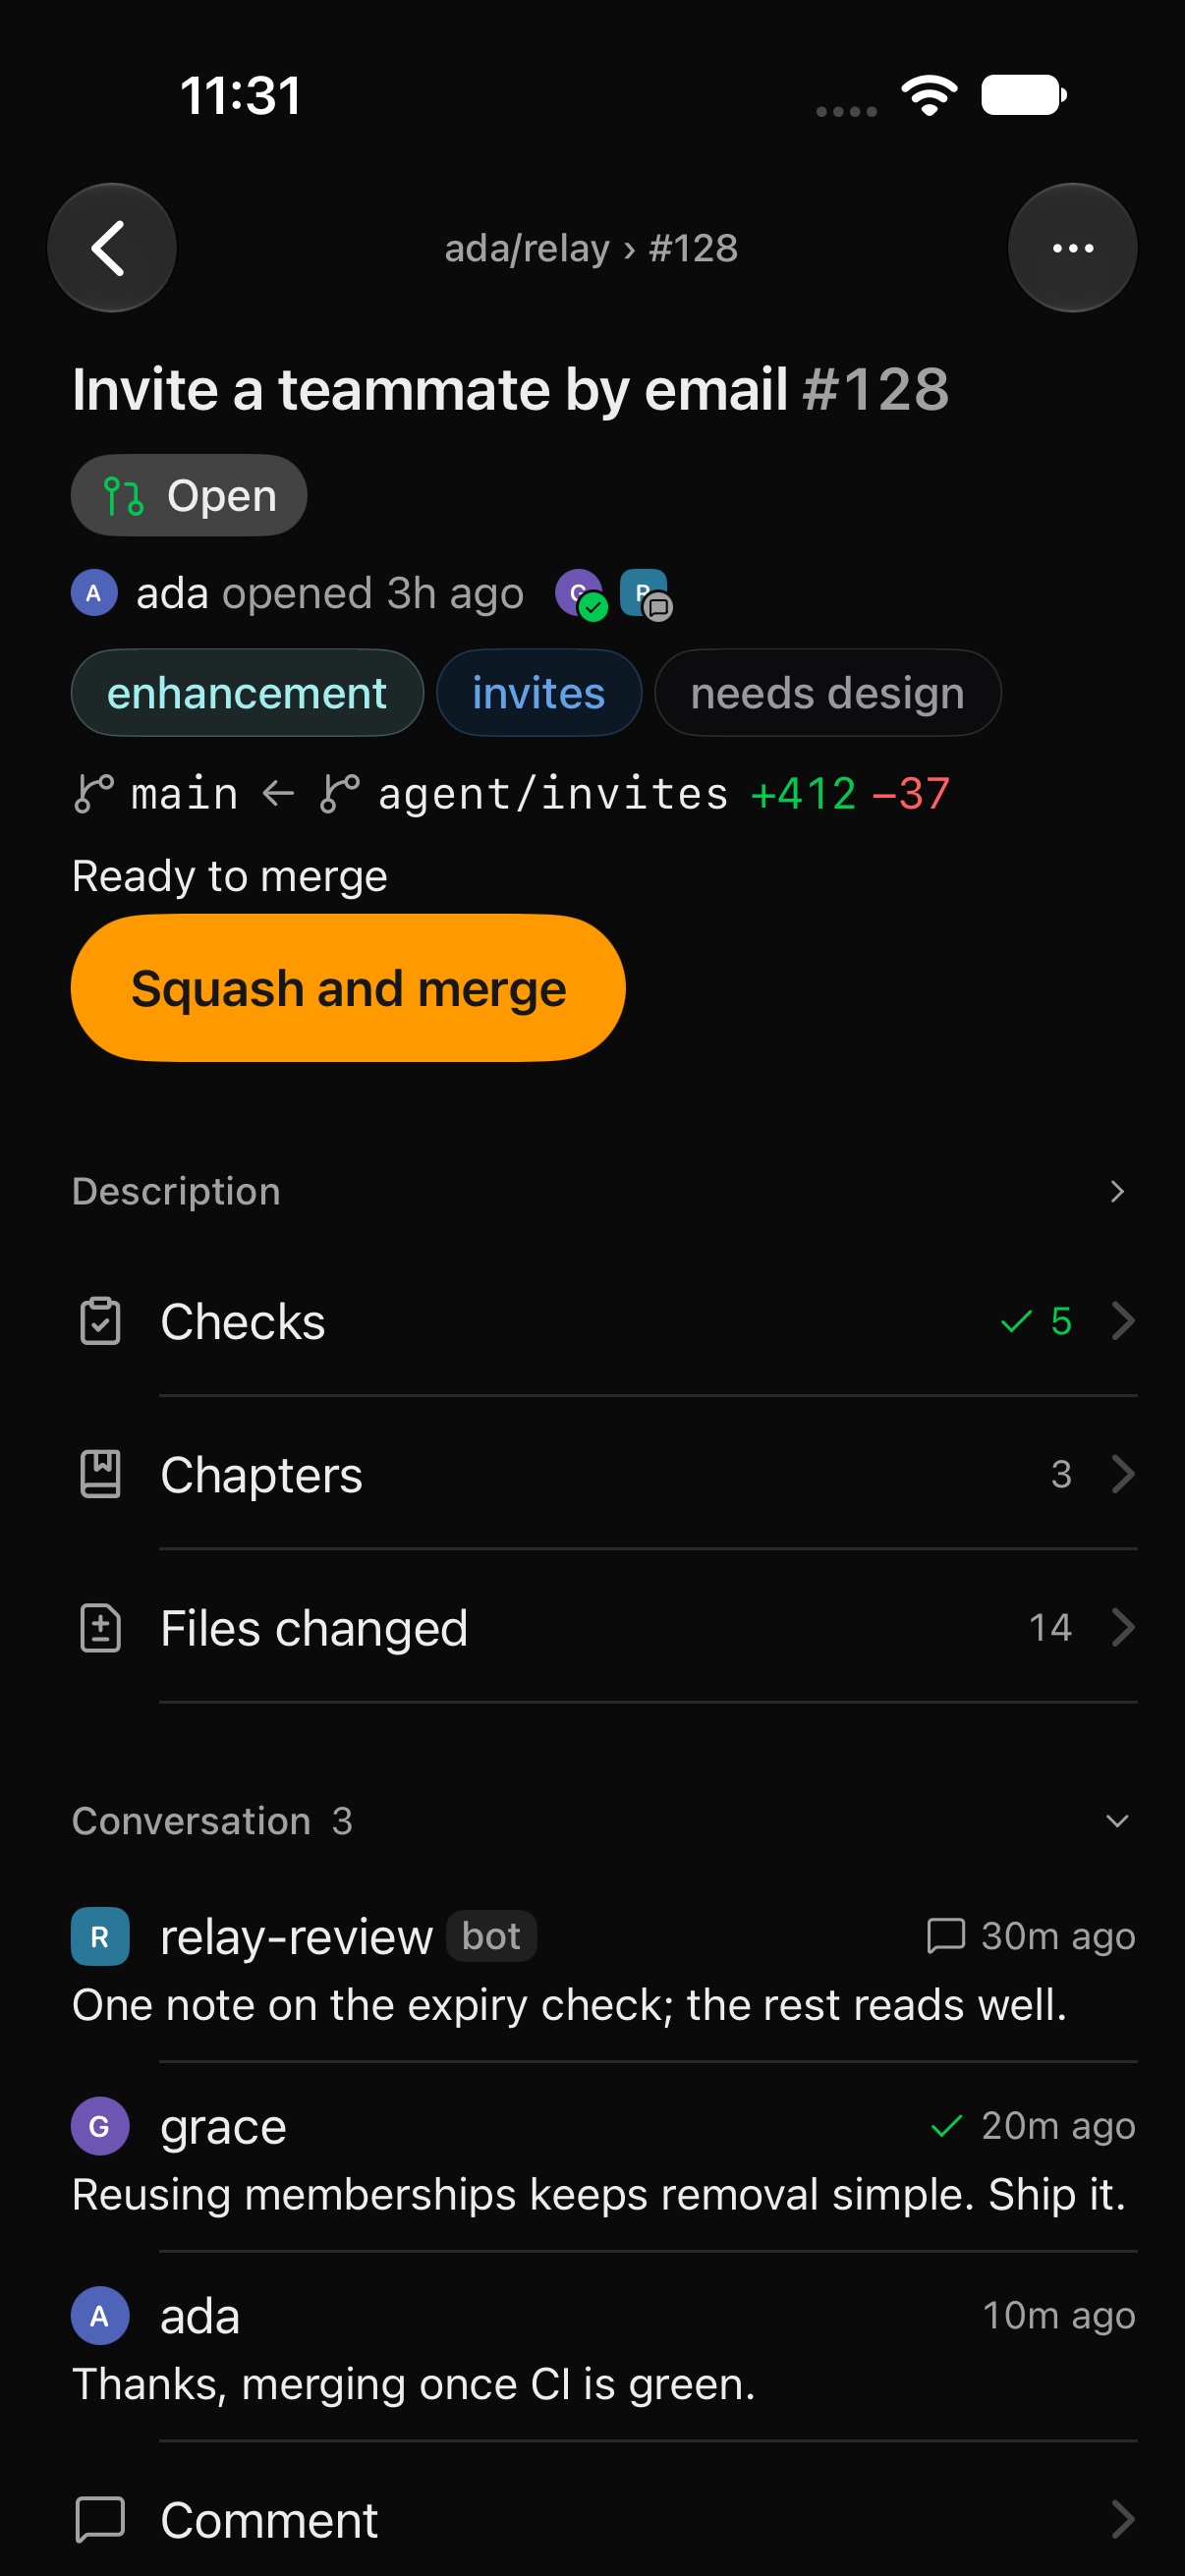 11:31
ada/relay › #128
Invite a teammate by email #128
Open
A ada opened 3h ago G R
enhancement invites needs design
main ← agent/invites +412 −37
Ready to merge
Squash and merge
Description
Checks 5
Chapters 3
Files changed 14
Conversation 3
R relay-review bot 30m ago
One note on the expiry check; the rest reads well.
G grace 20m ago
Reusing memberships keeps removal simple. Ship it.
A ada 10m ago
Thanks, merging once CI is green.
Comment